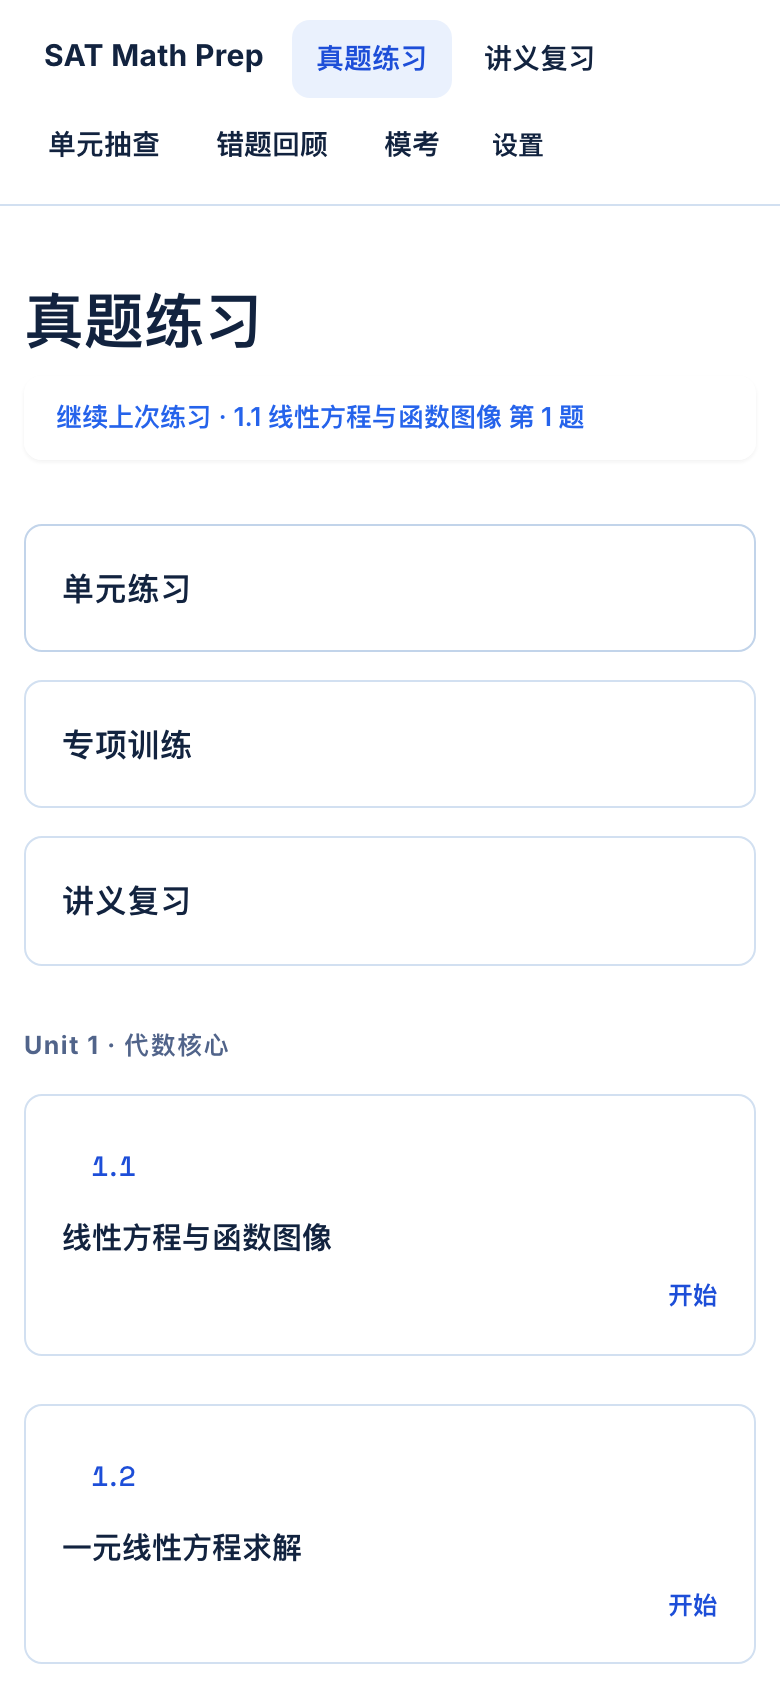 SAT Math Prep 真题练习 讲义复习
单元抽查 错题回顾 模考 设置
真题练习
继续上次练习 · 1.1 线性方程与函数图像 第 1 题
单元练习
专项训练
讲义复习
Unit 1 · 代数核心
1.1
线性方程与函数图像
开始
1.2
一元线性方程求解
开始